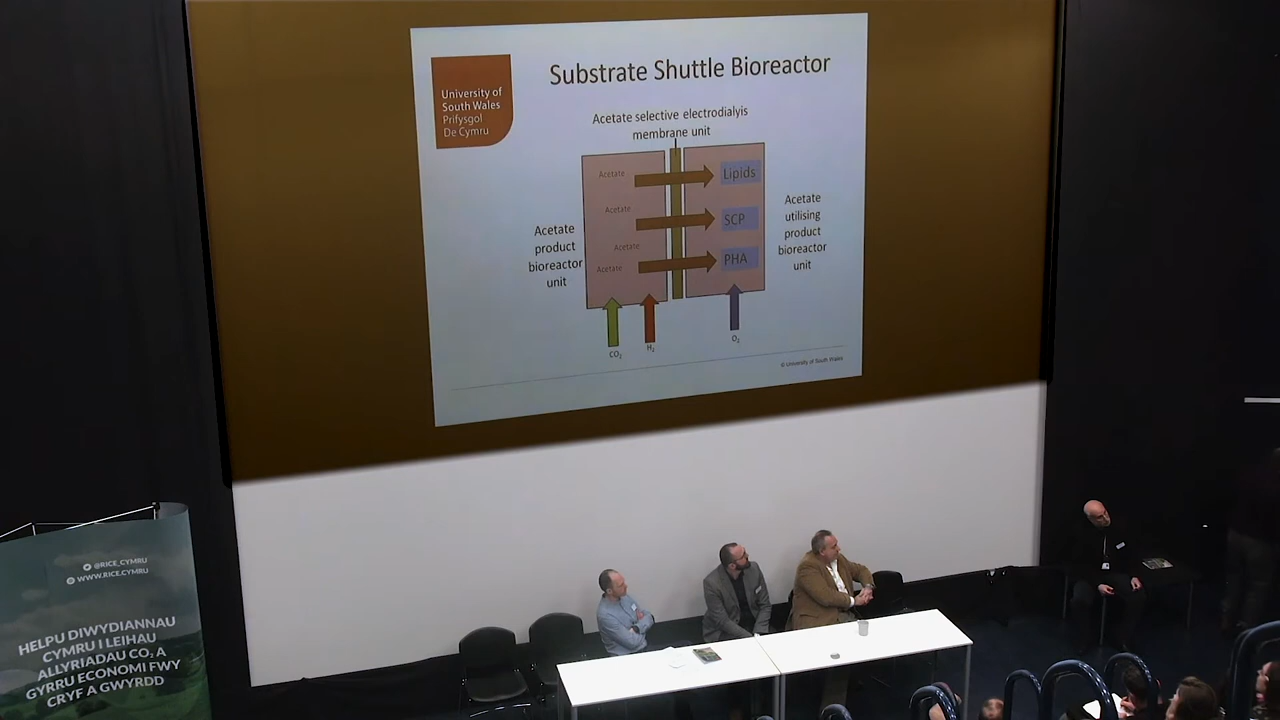 University of
South Wales
Prifysgol
De Cymru
Substrate Shuttle Bioreactor
Acetate selective electrodialyis
membrane unit
Acetate
Acetate
Acetate
Acetate
Lipids
SCP
PHA
Acetate
product
bioreactor
unit
Acetate
utilising
product
bioreactor
unit
CO₂
H₂
O₂
© University of South Wales
@RICE_CYMRU
WWW.RICE.CYMRU
HELPU DIWYDIANNAU
CYMRU I LEIHAU
ALLYRIADAU CO₂ A
GYRRU ECONOMI FWY
CRYF A GWYRDD